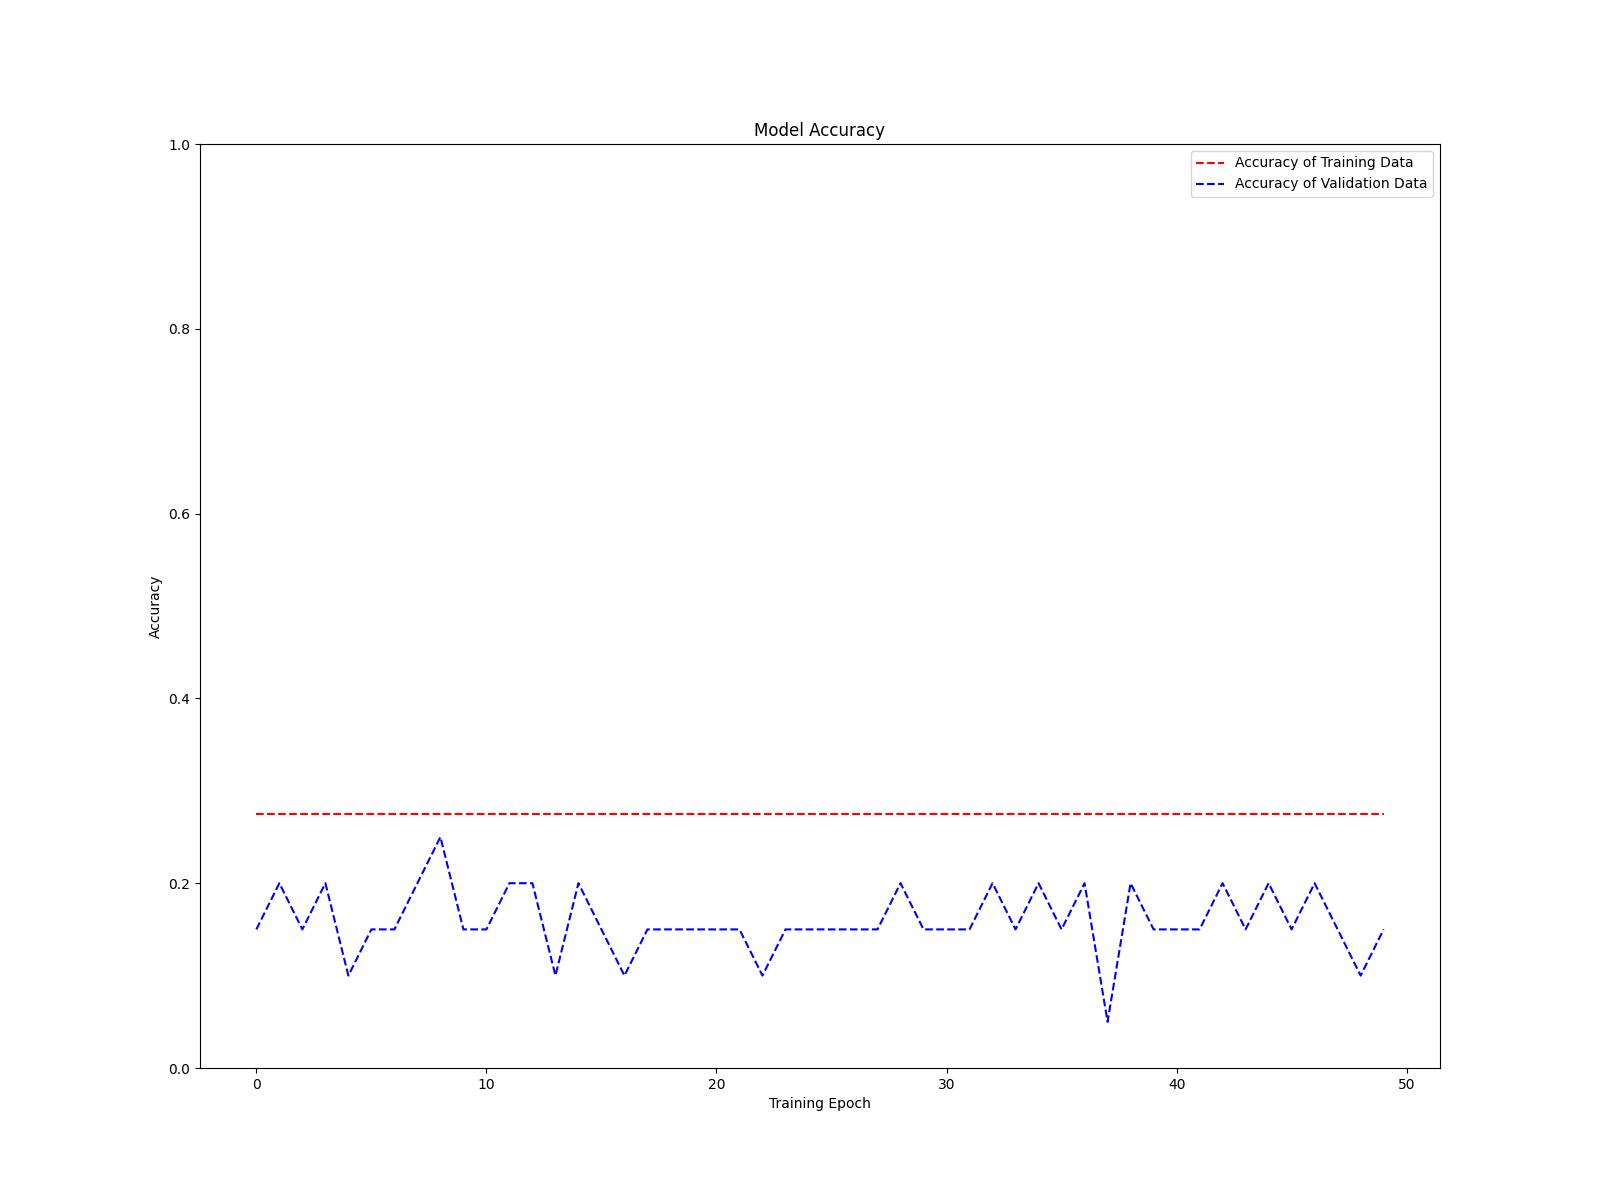 Model Accuracy
Accuracy of Training Data
Accuracy of Validation Data
1.0
0.8
0.6
0.4
0.2
0.0
Accuracy
0 10 20 30 40 50
Training Epoch